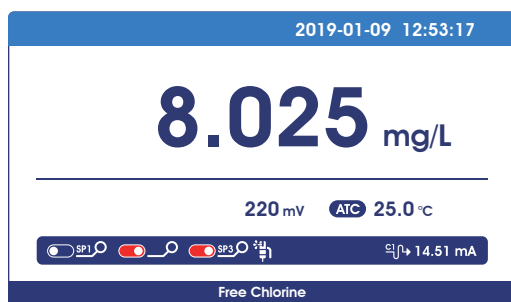 2019-01-09 12:53:17
8.025 mg/L
220 mV ATC 25.0 °C
SP1 SP3 Cl 14.51 mA
Free Chlorine